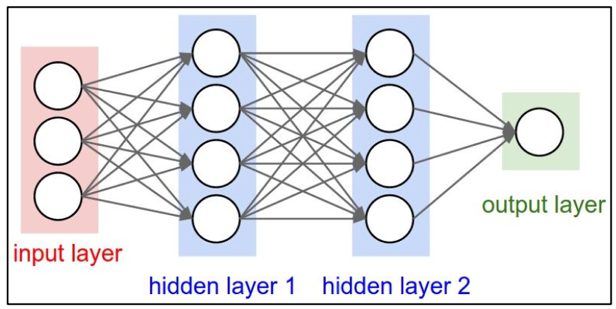 input layer
hidden layer 1
hidden layer 2
output layer